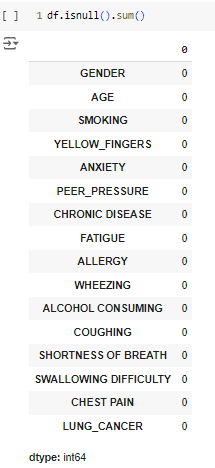 [ ] 1 df.isnull().sum()
0
GENDER 0
AGE 0
SMOKING 0
YELLOW_FINGERS 0
ANXIETY 0
PEER_PRESSURE 0
CHRONIC DISEASE 0
FATIGUE 0
ALLERGY 0
WHEEZING 0
ALCOHOL CONSUMING 0
COUGHING 0
SHORTNESS OF BREATH 0
SWALLOWING DIFFICULTY 0
CHEST PAIN 0
LUNG_CANCER 0
dtype: int64